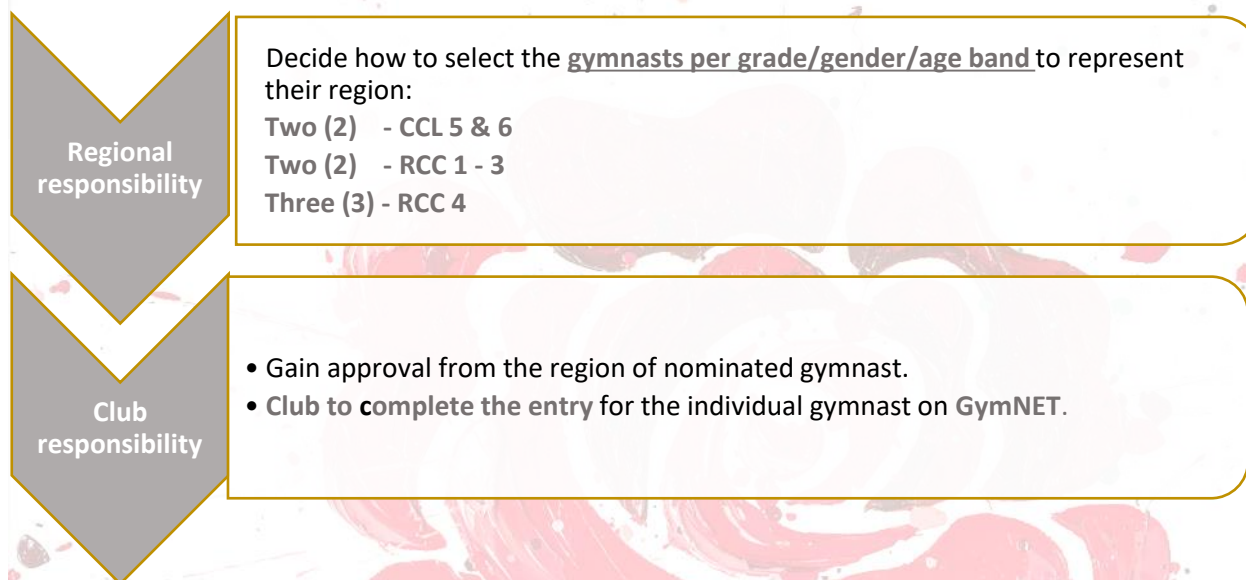 Regional
responsibility
Decide how to select the gymnasts per grade/gender/age band to represent
their region:
Two (2) - CCL 5 & 6
Two (2) - RCC 1 - 3
Three (3) - RCC 4
Club
responsibility
• Gain approval from the region of nominated gymnast.
• Club to complete the entry for the individual gymnast on GymNET.